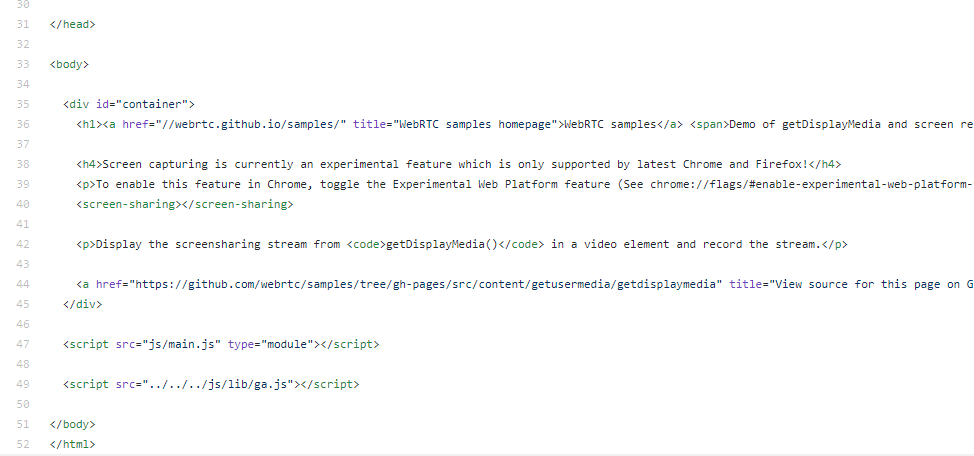 30
31 </head>
32
33 <body>
34
35 <div id="container">
36 <h1><a href="//webrtc.github.io/samples/" title="WebRTC samples homepage">WebRTC samples</a> <span>Demo of getDisplayMedia and screen re
37
38 <h4>Screen capturing is currently an experimental feature which is only supported by latest Chrome and Firefox!</h4>
39 <p>To enable this feature in Chrome, toggle the Experimental Web Platform feature (See chrome://flags/#enable-experimental-web-platform-
40 <screen-sharing></screen-sharing>
41
42 <p>Display the screensharing stream from <code>getDisplayMedia()</code> in a video element and record the stream.</p>
43
44 <a href="https://github.com/webrtc/samples/tree/gh-pages/src/content/getusermedia/getdisplaymedia" title="View source for this page on G
45 </div>
46
47 <script src="js/main.js" type="module"></script>
48
49 <script src="../../../js/lib/ga.js"></script>
50
51 </body>
52 </html>